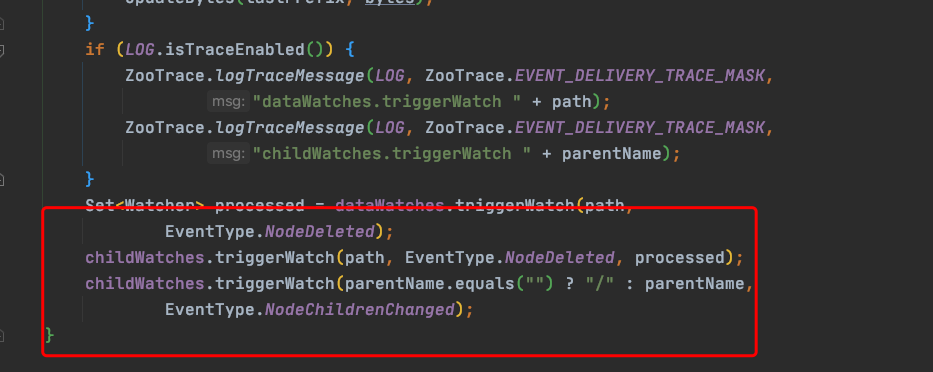 updateBytes(lastPrefix, bytes);
}
if (LOG.isTraceEnabled()) {
ZooTrace.logTraceMessage(LOG, ZooTrace.EVENT_DELIVERY_TRACE_MASK,
msg: "dataWatches.triggerWatch " + path);
ZooTrace.logTraceMessage(LOG, ZooTrace.EVENT_DELIVERY_TRACE_MASK,
msg: "childWatches.triggerWatch " + parentName);
}
Set<Watcher> processed = dataWatches.triggerWatch(path,
EventType.NodeDeleted);
childWatches.triggerWatch(path, EventType.NodeDeleted, processed);
childWatches.triggerWatch(parentName.equals("") ? "/" : parentName,
EventType.NodeChildrenChanged);
}